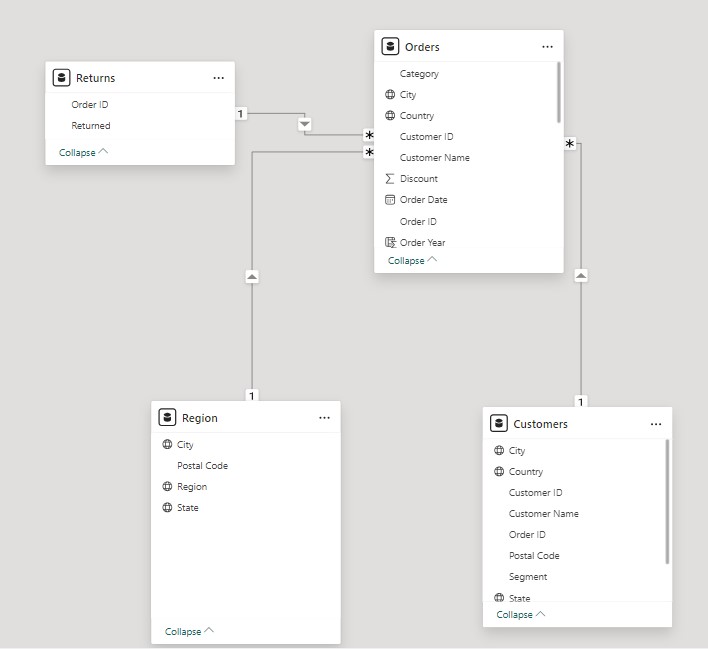 Returns
Order ID
Returned
Collapse
1
*
*
Orders
Category
City
Country
Customer ID
Customer Name
Discount
Order Date
Order ID
Order Year
Collapse
*
1
Region
City
Postal Code
Region
State
Collapse
1
Customers
City
Country
Customer ID
Customer Name
Order ID
Postal Code
Segment
State
Collapse